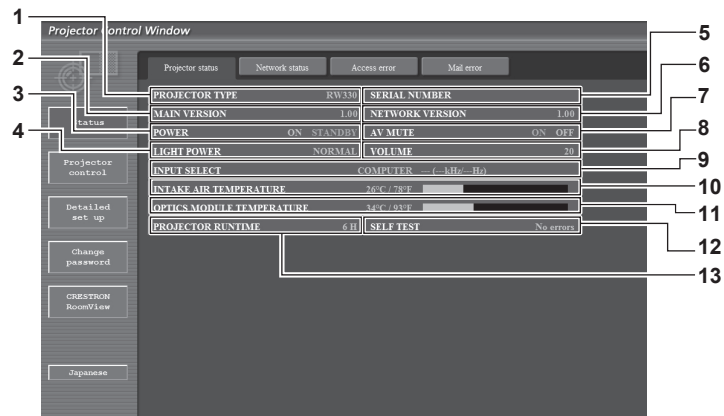 Projector Control Window
Projector status
Network status
Access error
Mail error
Status
Projector control
Detailed set up
Change password
CRESTRON RoomView
Japanese
PROJECTOR TYPE RW330
SERIAL NUMBER
MAIN VERSION 1.00
NETWORK VERSION 1.00
POWER ON STANDBY
AV MUTE ON OFF
LIGHT POWER NORMAL
VOLUME 20
INPUT SELECT COMPUTER — (---kHz/---Hz)
INTAKE AIR TEMPERATURE 26°C / 78°F
OPTICS MODULE TEMPERATURE 34°C / 93°F
PROJECTOR RUNTIME 6 H
SELF TEST No errors
1
2
3
4
5
6
7
8
9
10
11
12
13